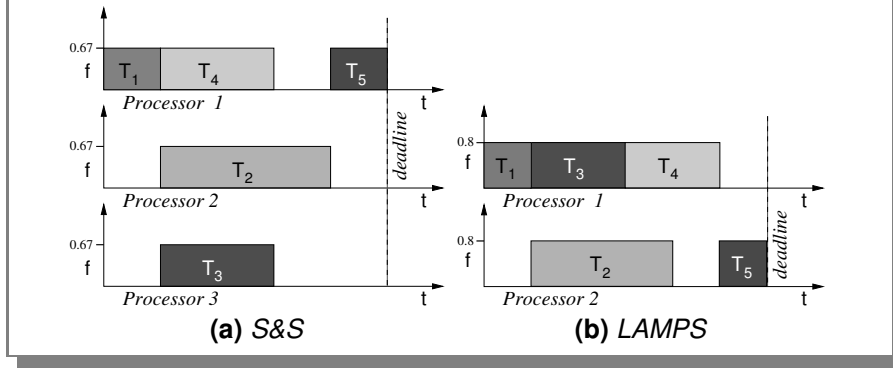 0.67
f
T1
T4
T5
Processor 1
t
0.67
f
T2
Processor 2
t
0.67
f
T3
Processor 3
t
deadline
(a) S&S
0.8
f
T1
T3
T4
Processor 1
t
0.8
f
T2
T5
Processor 2
t
deadline
(b) LAMPS